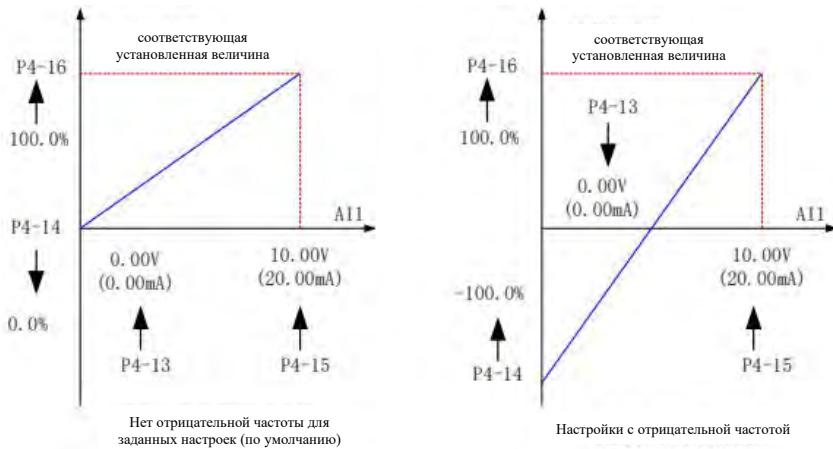 соответствующая
установленная величина
P4-16
100.0%
P4-14
AI1
0.00V
(0.00mA)
10.00V
(20.00mA)
0.0%
P4-13
P4-15
Нет отрицательной частоты для
заданных настроек (по умолчанию)
соответствующая
установленная величина
P4-16
P4-13
100.0%
0.00V
(0.00mA)
AI1
10.00V
(20.00mA)
-100.0%
P4-14
P4-15
Настройки с отрицательной частотой